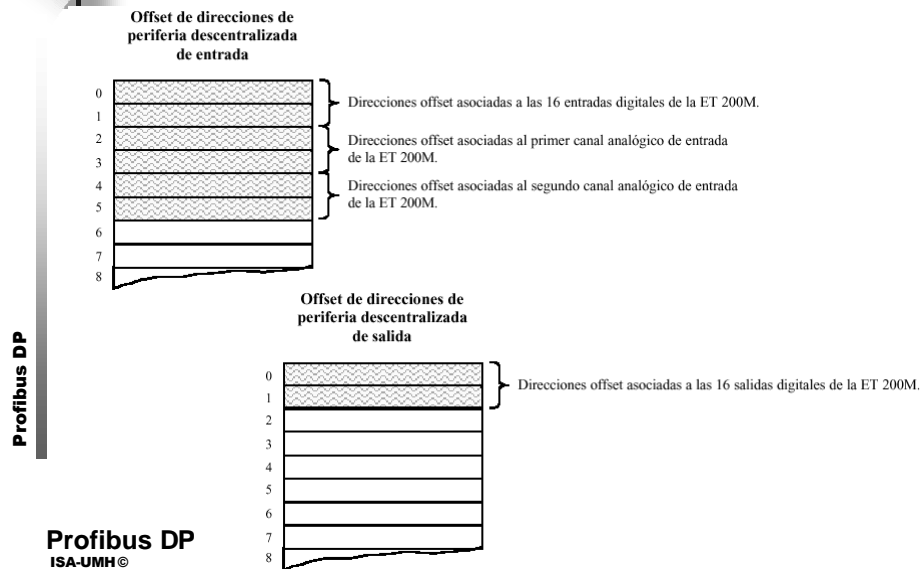 Offset de direcciones de
periferia descentralizada
de entrada
0
1
2
3
4
5
6
7
8
Direcciones offset asociadas a las 16 entradas digitales de la ET 200M.
Direcciones offset asociadas al primer canal analógico de entrada
de la ET 200M.
Direcciones offset asociadas al segundo canal analógico de entrada
de la ET 200M.
Offset de direcciones de
periferia descentralizada
de salida
0
1
2
3
4
5
6
7
8
Direcciones offset asociadas a las 16 salidas digitales de la ET 200M.
Profibus DP
Profibus DP
ISA-UMH©